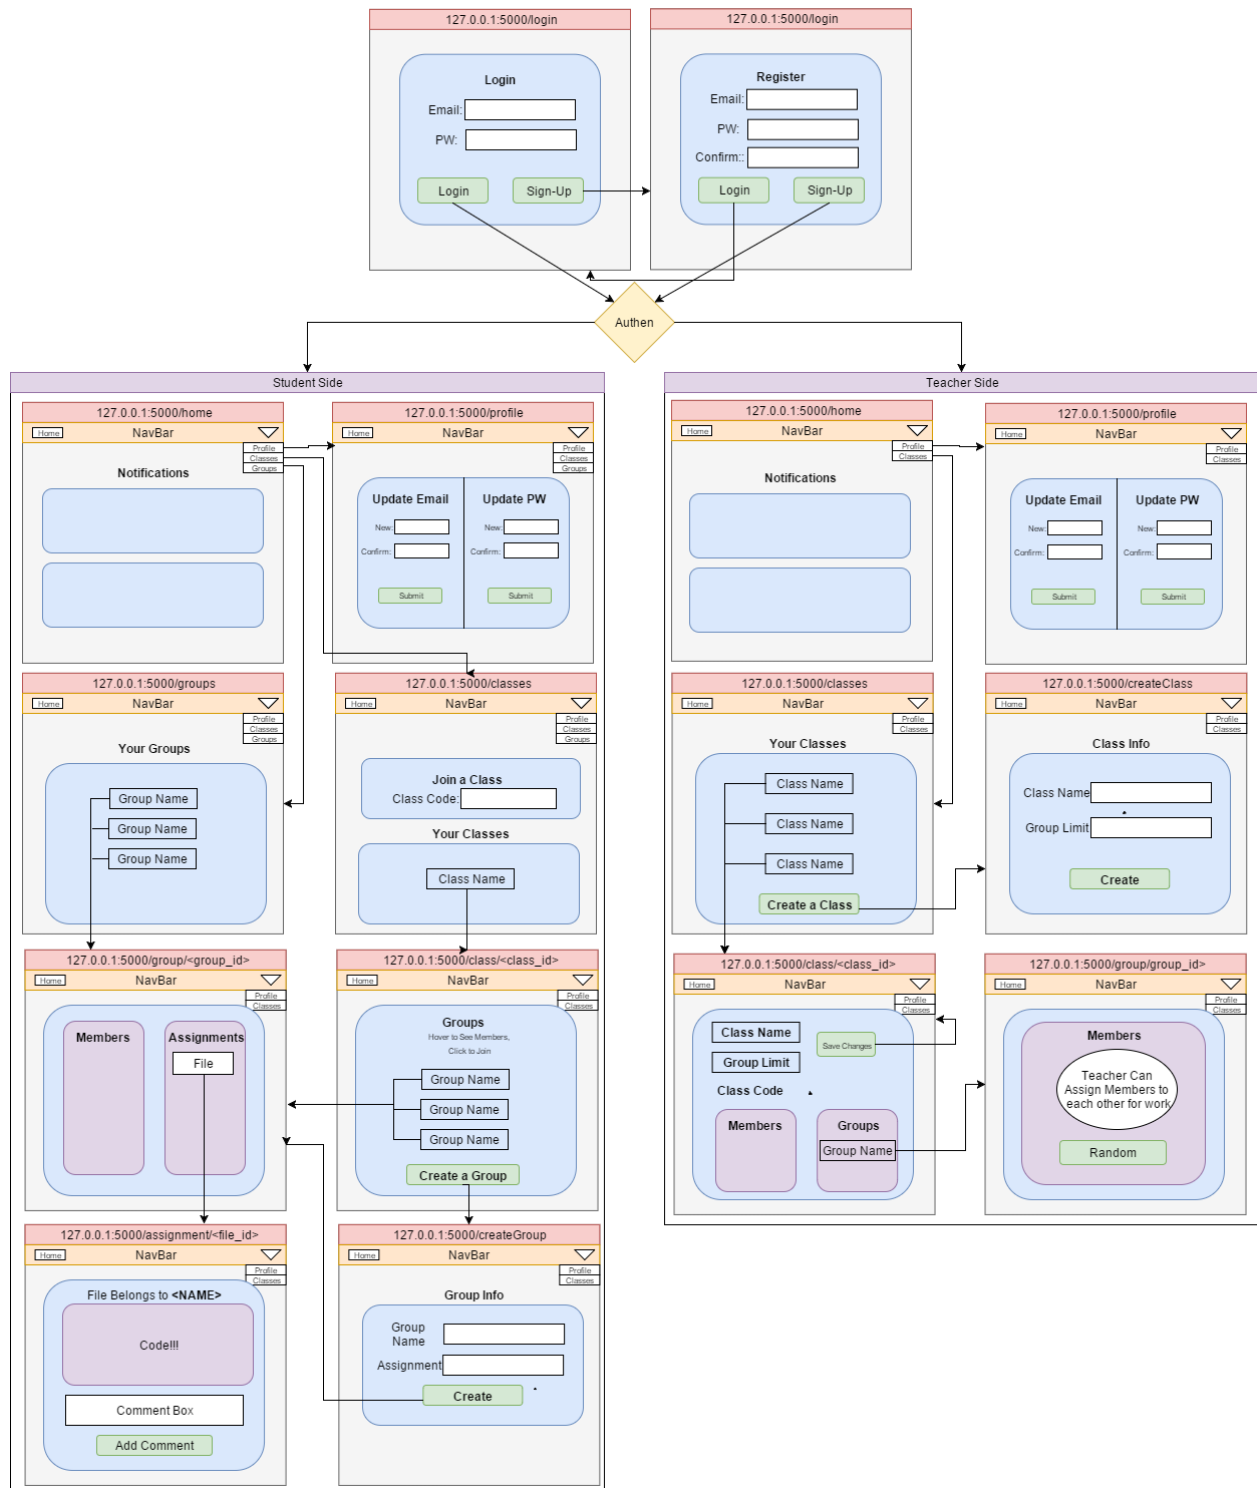 127.0.0.1:5000/login
Login
Email:
PW:
Login
Sign-Up
127.0.0.1:5000/login
Register
Email:
PW:
Confirm::
Login
Sign-Up
Authen
Student Side
127.0.0.1:5000/home
Home
NavBar
Profile
Classes
Groups
Notifications
127.0.0.1:5000/profile
Home
NavBar
Profile
Classes
Groups
Update Email
New:
Confirm:
Submit
Update PW
New:
Confirm:
Submit
127.0.0.1:5000/groups
Home
NavBar
Profile
Classes
Groups
Your Groups
Group Name
Group Name
Group Name
127.0.0.1:5000/classes
Home
NavBar
Profile
Classes
Groups
Join a Class
Class Code:
Your Classes
Class Name
127.0.0.1:5000/group/<group_id>
Home
NavBar
Profile
Classes
Members
Assignments
File
127.0.0.1:5000/class/<class_id>
Home
NavBar
Profile
Classes
Groups
Hover to See Members,
Click to Join
Group Name
Group Name
Group Name
Create a Group
127.0.0.1:5000/assignment/<file_id>
Home
NavBar
Profile
Classes
File Belongs to <NAME>
Code!!!
Comment Box
Add Comment
127.0.0.1:5000/createGroup
Home
NavBar
Profile
Classes
Group Info
Group
Name
Assignment
Create
Teacher Side
127.0.0.1:5000/home
Home
NavBar
Profile
Classes
Notifications
127.0.0.1:5000/profile
Home
NavBar
Profile
Classes
Update Email
New:
Confirm:
Submit
Update PW
New:
Confirm:
Submit
127.0.0.1:5000/classes
Home
NavBar
Profile
Classes
Your Classes
Class Name
Class Name
Class Name
Create a Class
127.0.0.1:5000/createClass
Home
NavBar
Profile
Classes
Class Info
Class Name
Group Limit
Create
127.0.0.1:5000/class/<class_id>
Home
NavBar
Profile
Classes
Class Name
Group Limit
Save Changes
Class Code
Members
Groups
Group Name
127.0.0.1:5000/group/group_id>
Home
NavBar
Profile
Classes
Members
Teacher Can
Assign Members to
each other for work
Random